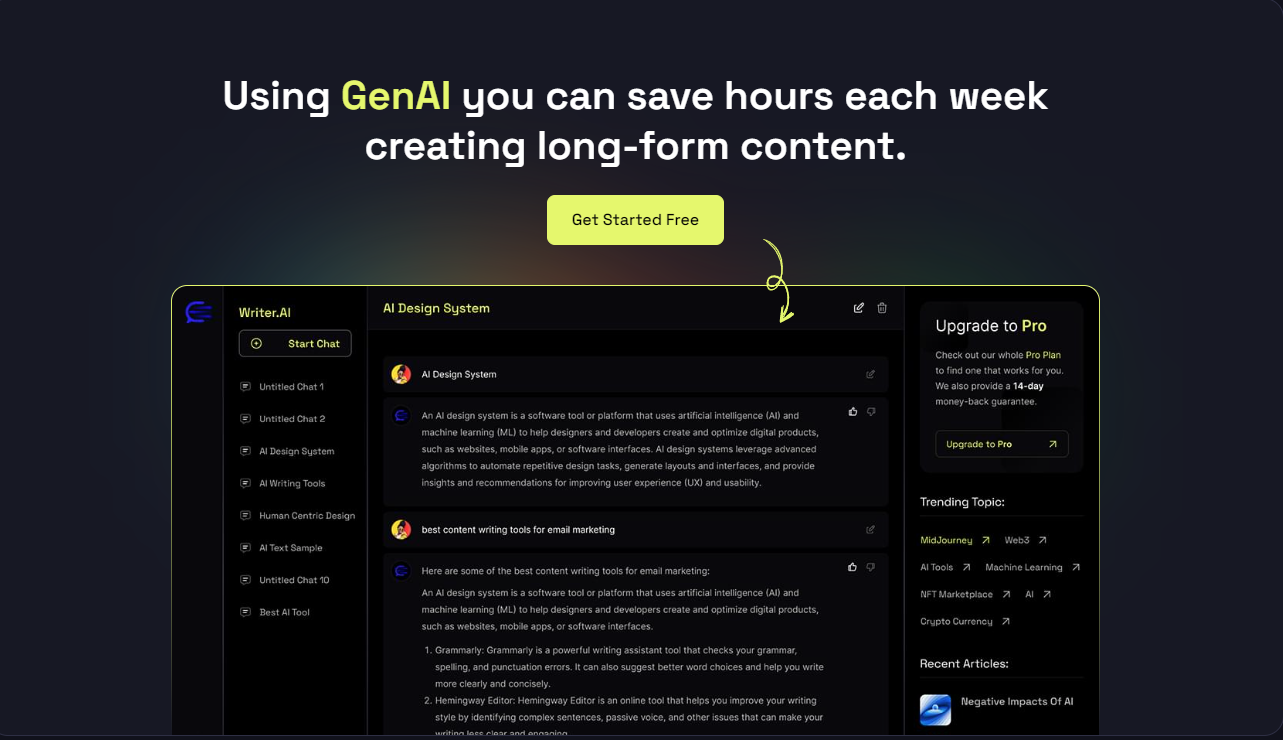 Using GenAI you can save hours each week
creating long-form content.
Get Started Free
Writer.AI
Start Chat
Untitled Chat 1
Untitled Chat 2
AI Design System
AI Writing Tools
Human Centric Design
AI Text Sample
Untitled Chat 10
Best AI Tool
AI Design System
AI Design System
An AI design system is a software tool or platform that uses artificial intelligence (AI) and
machine learning (ML) to help designers and developers create and optimize digital products,
such as websites, mobile apps, or software interfaces. AI design systems leverage advanced
algorithms to automate repetitive design tasks, generate layouts and interfaces, and provide
insights and recommendations for improving user experience (UX) and usability.
best content writing tools for email marketing
Here are some of the best content writing tools for email marketing:
An AI design system is a software tool or platform that uses artificial intelligence (AI) and
machine learning (ML) to help designers and developers create and optimize digital products,
such as websites, mobile apps, or software interfaces.
1. Grammarly: Grammarly is a powerful writing assistant tool that checks your grammar,
spelling, and punctuation errors. It can also suggest better word choices and help you write
more clearly and concisely.
2. Hemingway Editor: Hemingway Editor is an online tool that helps you improve your writing
style by identifying complex sentences, passive voice, and other issues that can make your
writing less clear and engaging.
Upgrade to Pro
Check out our whole Pro Plan
to find one that works for you.
We also provide a 14-day
money-back guarantee.
Upgrade to Pro
Trending Topic:
MidJourney Web3
AI Tools Machine Learning
NFT Marketplace AI
Crypto Currency
Recent Articles:
Negative Impacts Of AI